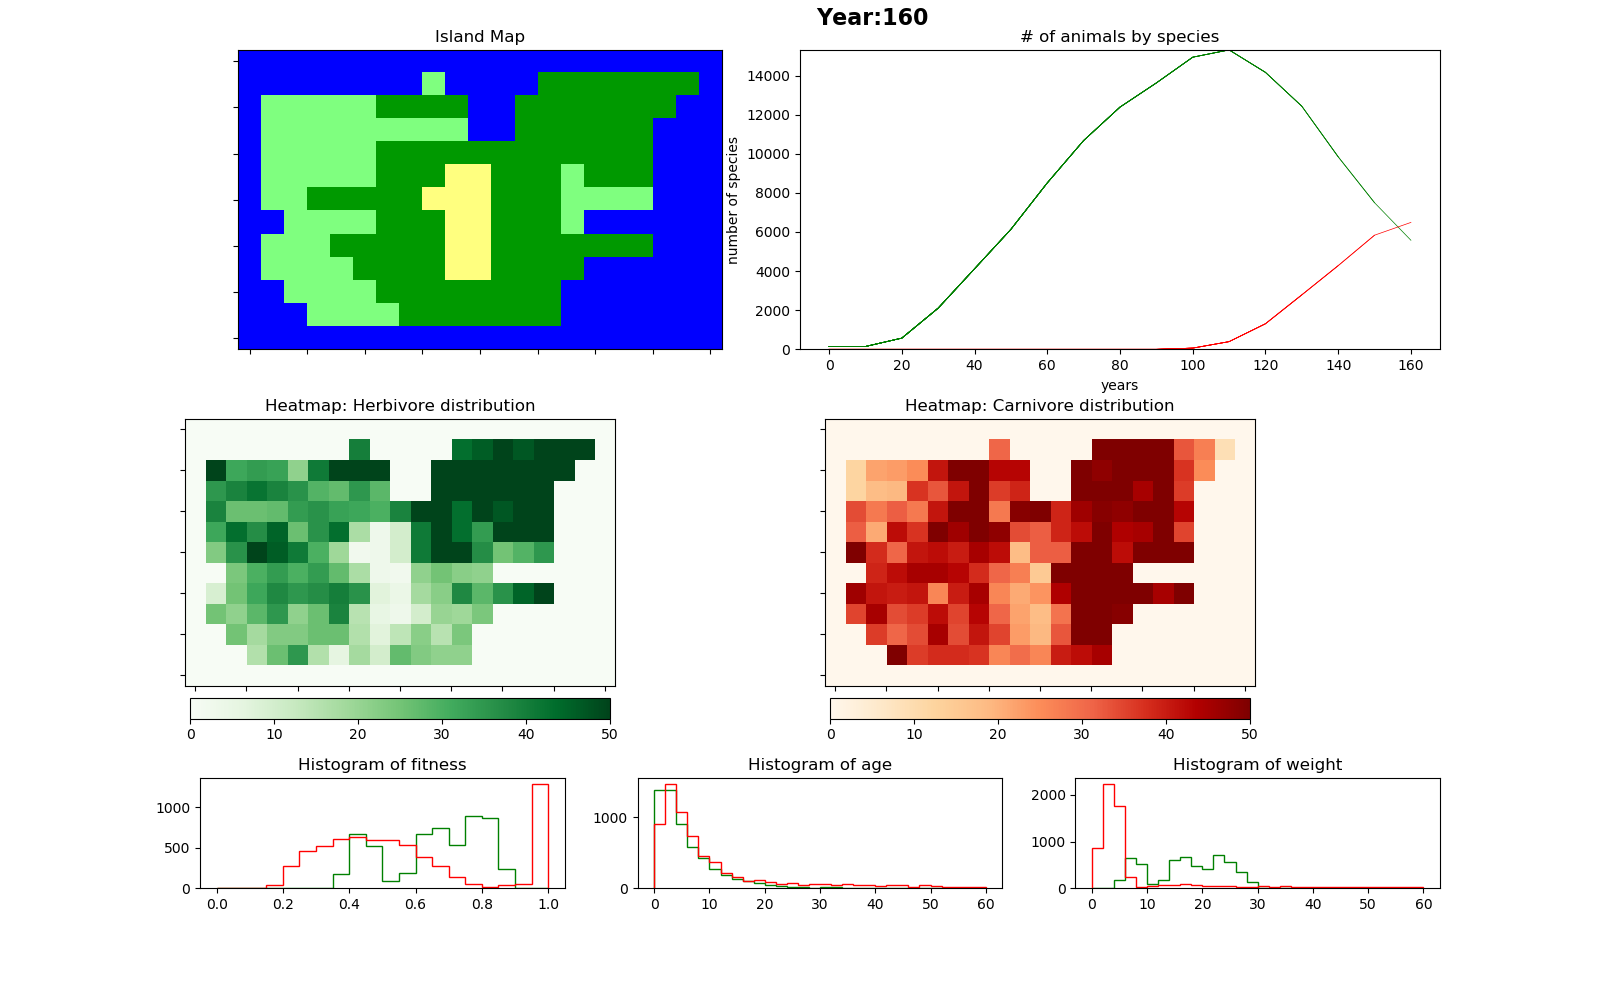 Year:160
Island Map
# of animals by species
number of species
14000
12000
10000
8000
6000
4000
2000
0
0 20 40 60 80 100 120 140 160
years
Heatmap: Herbivore distribution
Heatmap: Carnivore distribution
0 10 20 30 40 50
0 10 20 30 40 50
Histogram of fitness
1000
500
0
0.0 0.2 0.4 0.6 0.8 1.0
Histogram of age
1000
0
0 10 20 30 40 50 60
Histogram of weight
2000
1000
0
0 10 20 30 40 50 60